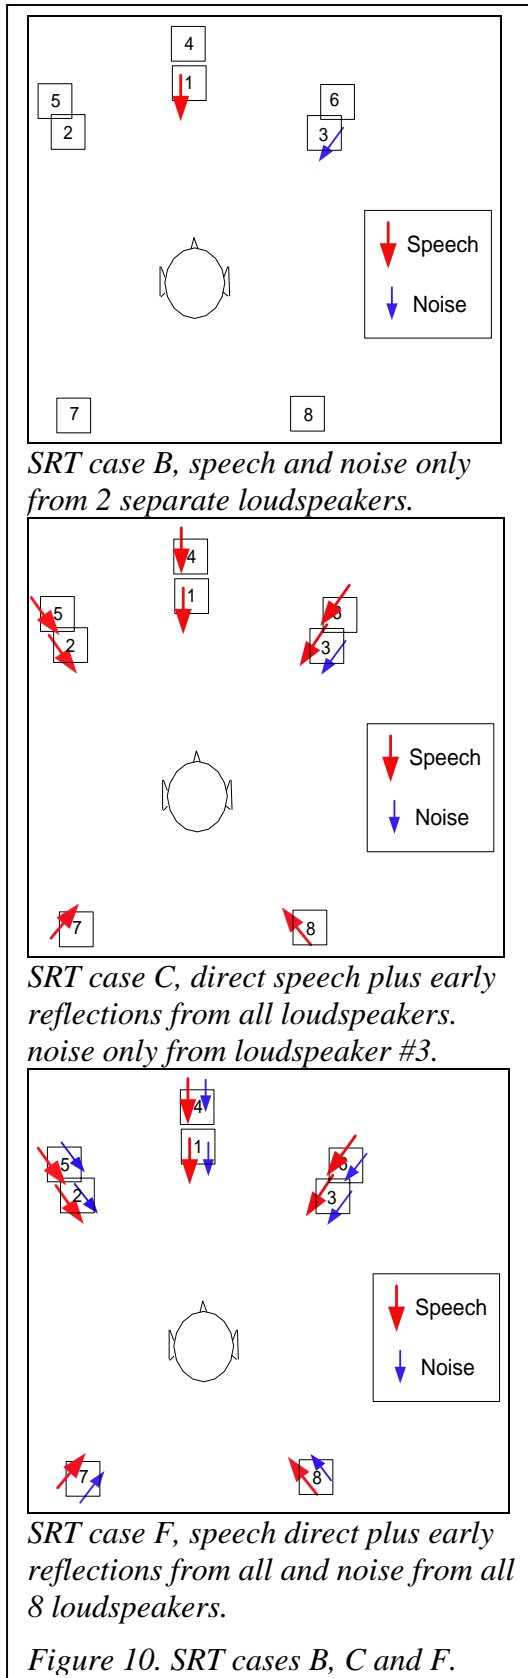 4
1
5
6
2
3
Speech
Noise
7
8
SRT case B, speech and noise only
from 2 separate loudspeakers.
4
1
5
6
2
3
Speech
Noise
7
8
SRT case C, direct speech plus early
reflections from all loudspeakers.
noise only from loudspeaker #3.
4
1
5
6
2
3
Speech
Noise
7
8
SRT case F, speech direct plus early
reflections from all and noise from all
8 loudspeakers.
Figure 10. SRT cases B, C and F.